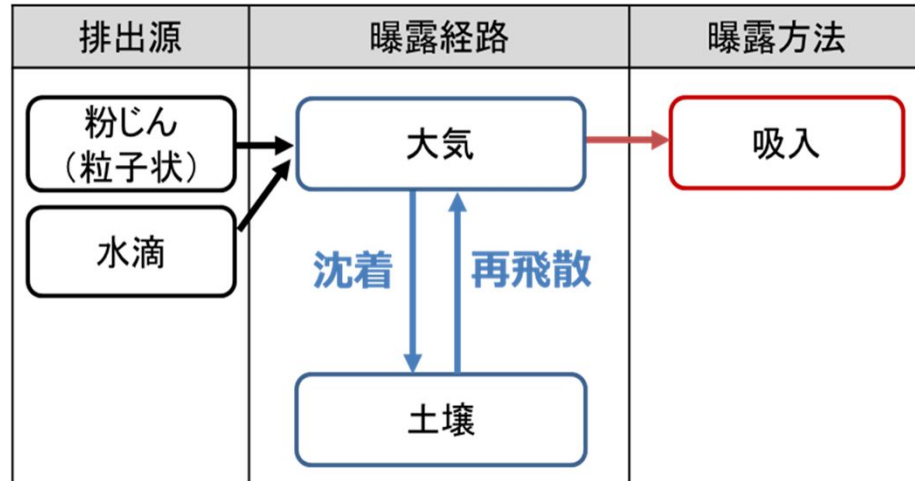 排出源
曝露経路
曝露方法
粉じん
（粒子状）
大気
吸入
水滴
沈着
再飛散
土壌